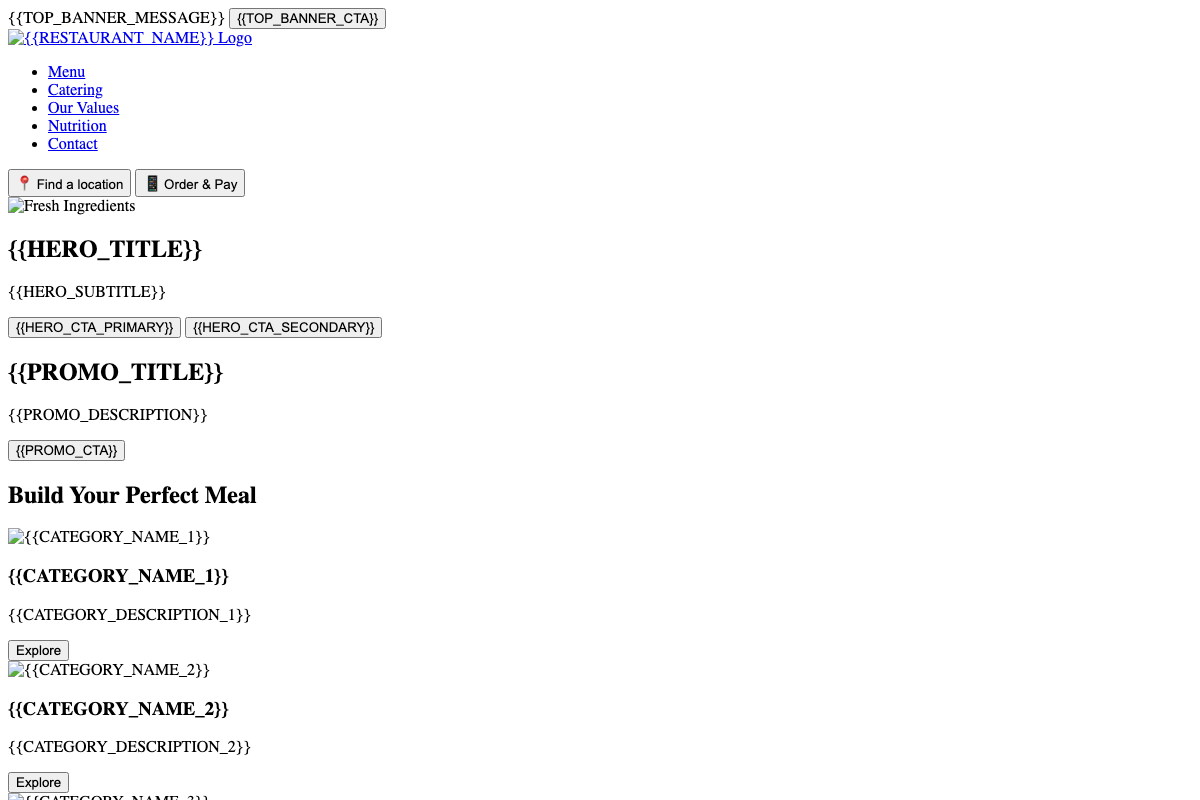 {{TOP_BANNER_MESSAGE}} {{TOP_BANNER_CTA}}
{{RESTAURANT_NAME}} Logo
Menu
Catering
Our Values
Nutrition
Contact
📍 Find a location 📱 Order & Pay
Fresh Ingredients
{{HERO_TITLE}}
{{HERO_SUBTITLE}}
{{HERO_CTA_PRIMARY}} {{HERO_CTA_SECONDARY}}
{{PROMO_TITLE}}
{{PROMO_DESCRIPTION}}
{{PROMO_CTA}}
Build Your Perfect Meal
{{CATEGORY_NAME_1}}
{{CATEGORY_NAME_1}}
{{CATEGORY_DESCRIPTION_1}}
Explore
{{CATEGORY_NAME_2}}
{{CATEGORY_NAME_2}}
{{CATEGORY_DESCRIPTION_2}}
Explore
{{CATEGORY_NAME_3}}